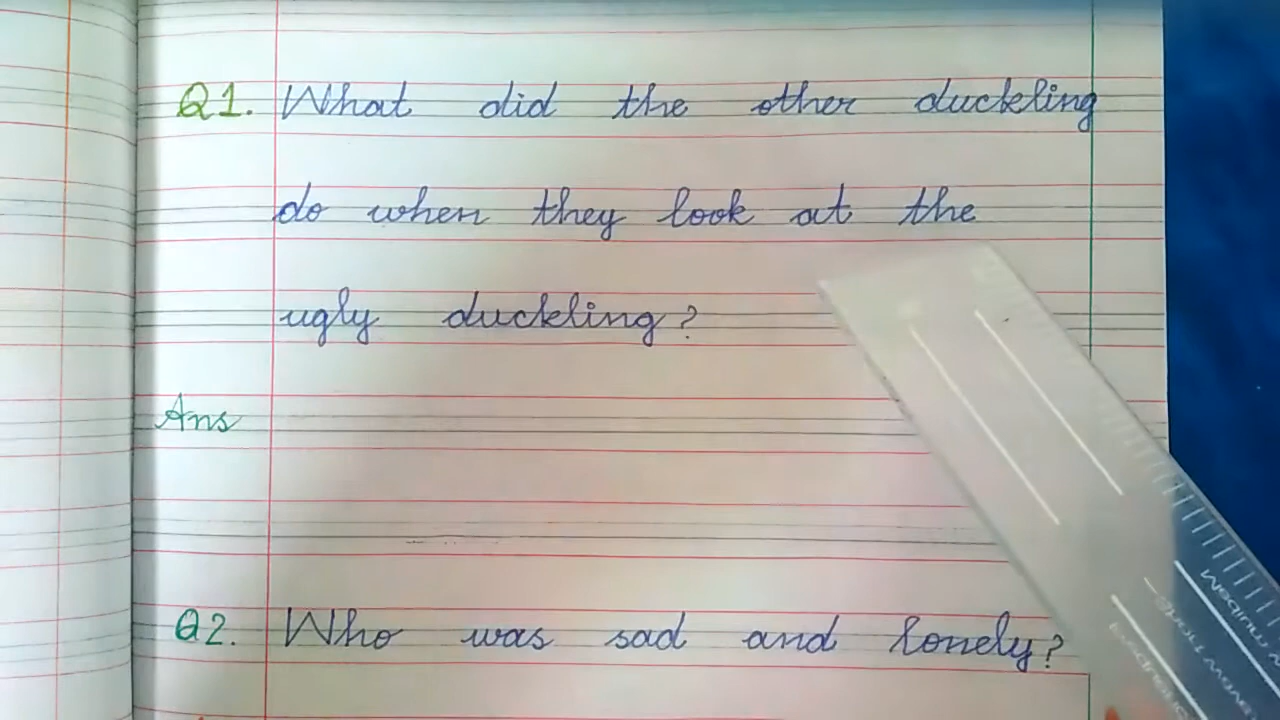 Q1. What did the other duckling
do when they look at the
ugly duckling?
Ans
Q2. Who was sad and lonely?